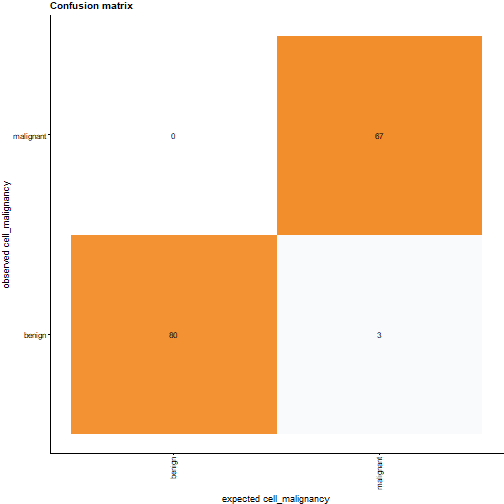 Confusion matrix
observed cell_malignancy
malignant
0
67
benign
80
3
benign
malignant
expected cell_malignancy